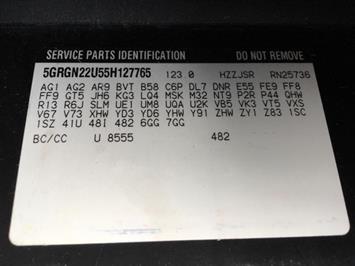 SERVICE PARTS IDENTIFICATION DO NOT REMOVE
5GRGN22U55H127765 123.0 HZZJSR RN25736
AG1 AG2 AR9 BVT B58 C6P DL7 DNR E55 FE9 FF8
FF9 GT5 JH6 KG3 LQ4 MSK M32 NT9 P2R P44 QHW
R13 R6J SLM UE1 UM8 UQA U2K VB5 VK3 VT5 VXS
V67 V73 XHW YD3 YD6 YHW Y91 ZHW ZY1 Z83 1SC
1SZ 41U 48I 482 6GG 7GG
BC/CC U 8555 482